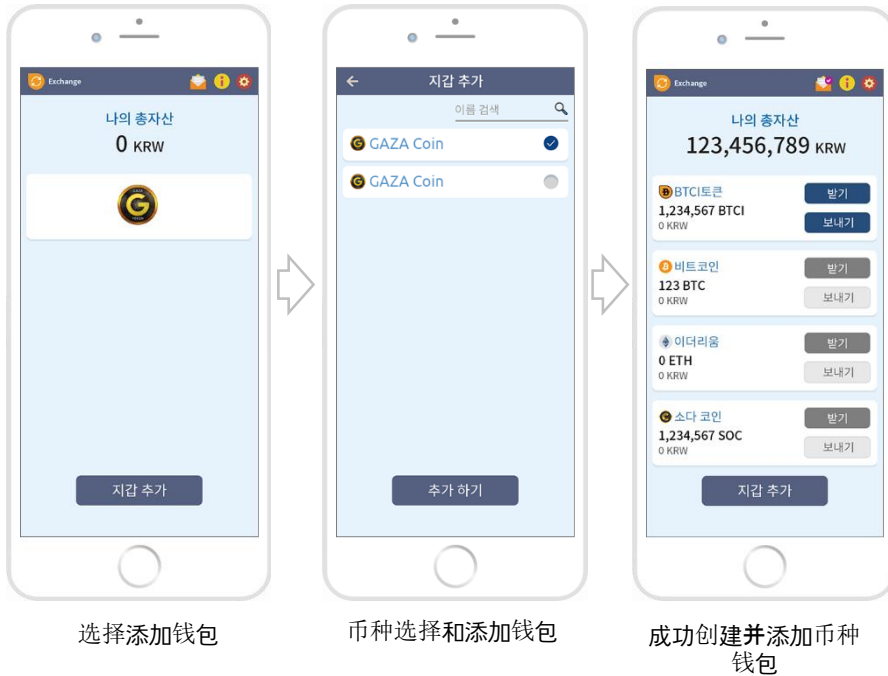 Exchange
나의 총자산
0 KRW
G
지갑 추가
选择添加钱包
지갑 추가
이름 검색
GAZA Coin
GAZA Coin
추가 하기
币种选择和添加钱包
Exchange
나의 총자산
123,456,789 KRW
BTCI토큰
받기
1,234,567 BTCI
보내기
0 KRW
비트코인
받기
123 BTC
보내기
0 KRW
이더리움
받기
0 ETH
보내기
0 KRW
소다 코인
받기
1,234,567 SOC
보내기
0 KRW
지갑 추가
成功创建并添加币种
钱包